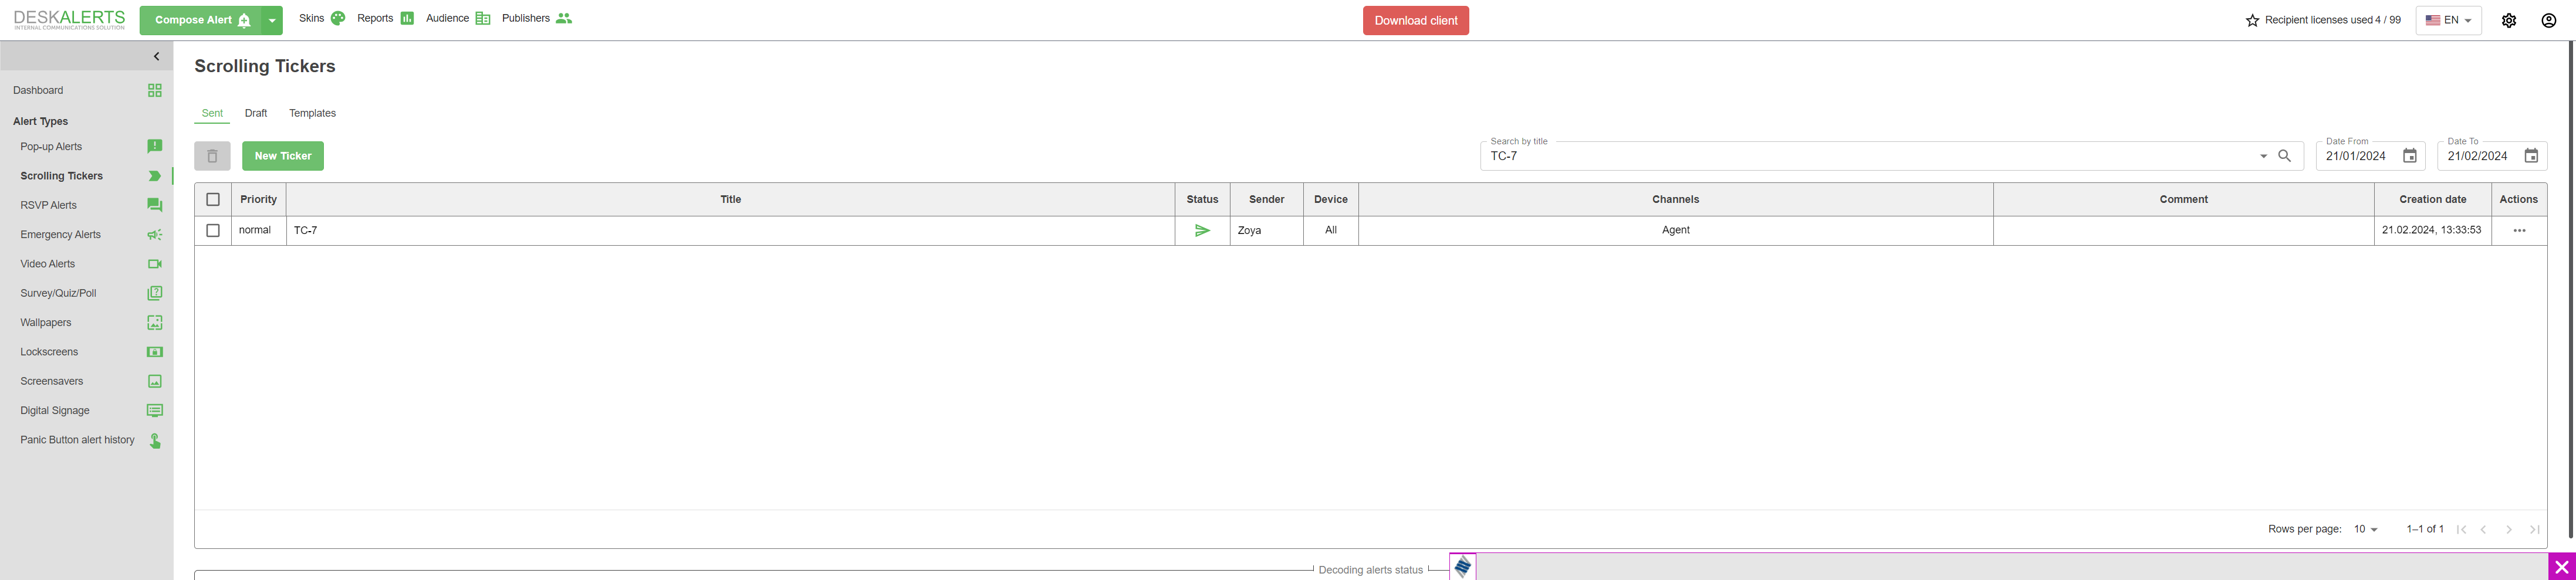 DESKALERTS
INTERNAL COMMUNICATIONS SOLUTION
Compose Alert
Skins
Reports
Audience
Publishers
Download client
Recipient licenses used 4 / 99
EN
Dashboard
Alert Types
Pop-up Alerts
Scrolling Tickers
RSVP Alerts
Emergency Alerts
Video Alerts
Survey/Quiz/Poll
Wallpapers
Lockscreens
Screensavers
Digital Signage
Panic Button alert history
Scrolling Tickers
Sent Draft Templates
New Ticker
Search by title
TC-7
Date From
21/01/2024
Date To
21/02/2024
Priority Title Status Sender Device Channels Comment Creation date Actions
normal TC-7 Zoya All Agent 21.02.2024, 13:33:53
Rows per page: 10 1–1 of 1
Decoding alerts status